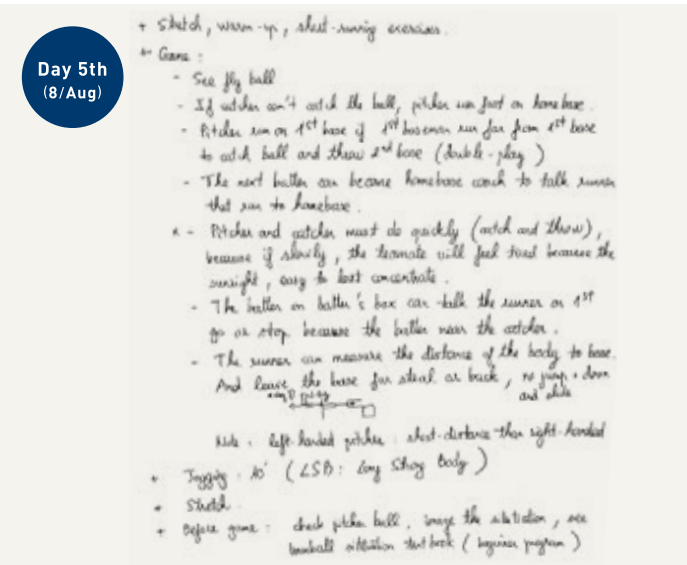 Day 5th
(8/Aug)
+ Stretch, warm-up, short-running exercises.
+ Game :
- See fly ball
- If catcher can't catch the ball, pitcher run fast on homebase.
- Pitcher run on 1st base if 1st baseman run far from 1st base
to catch ball and throw 2nd base (double-play)
- The next batter can become homebase coach to talk runner
that run to homebase.
* - Pitcher and catcher must do quickly (catch and throw),
because if slowly, the teamate will feel tired because the
sunsight, easy to lost concentrate.
- The batter on batter's box can talk the runner on 1st
go or stop because the batter near the catcher.
- The runner can measure the distance of the body to base.
And leave the base for steal or back, no jump + down
and slide
Note : left-handed pitcher : short-distance than right-handed
+ Jogging : 10' (LSB : Long Strong Body)
+ Stretch.
+ Before game : check pitcher ball, image the situation, see
baseball situation text book (beginner program)